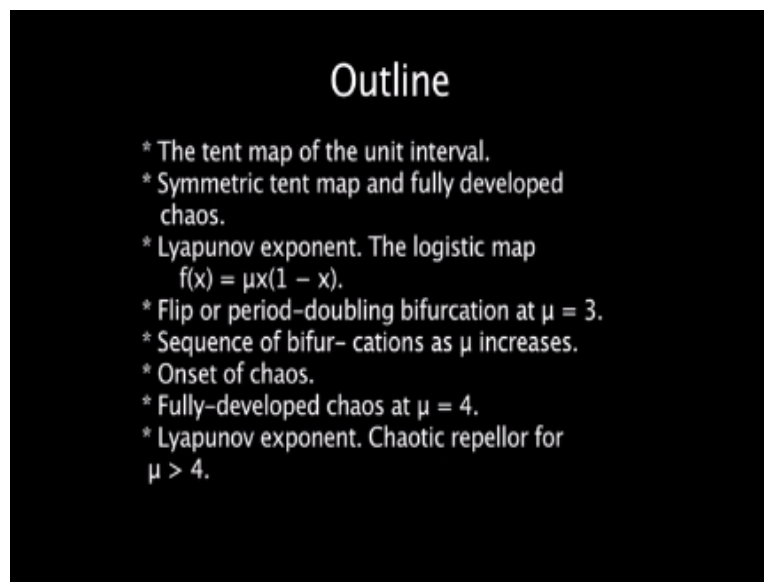 Outline
* The tent map of the unit interval.
* Symmetric tent map and fully developed
chaos.
* Lyapunov exponent. The logistic map
f(x) = μx(1 − x).
* Flip or period-doubling bifurcation at μ = 3.
* Sequence of bifur- cations as μ increases.
* Onset of chaos.
* Fully-developed chaos at μ = 4.
* Lyapunov exponent. Chaotic repellor for
μ > 4.